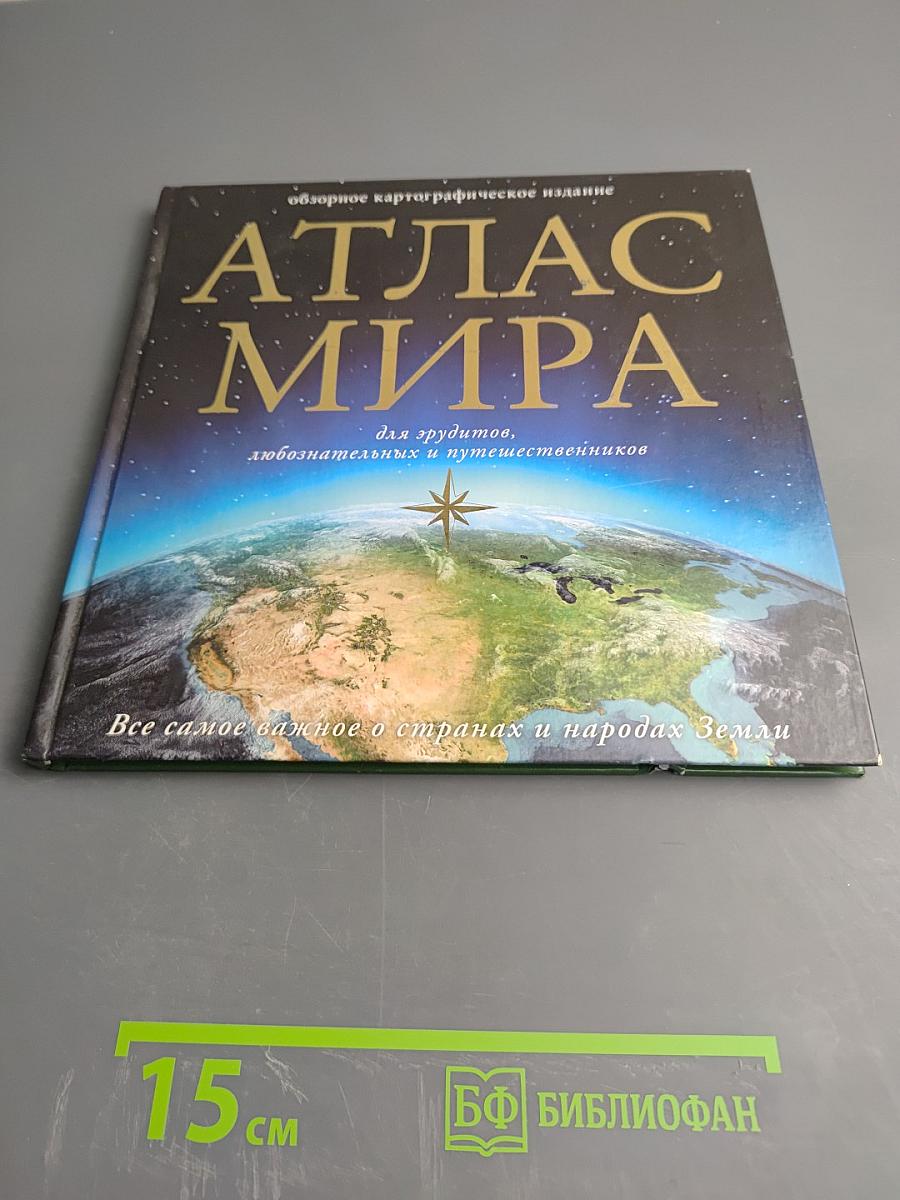 обзорное картографическое издание
АТЛАС
МИРА
для эрудитов,
любознательных и путешественников
Все самое важное о странах и народах Земли
15 см
БФ БИБЛИОФАН